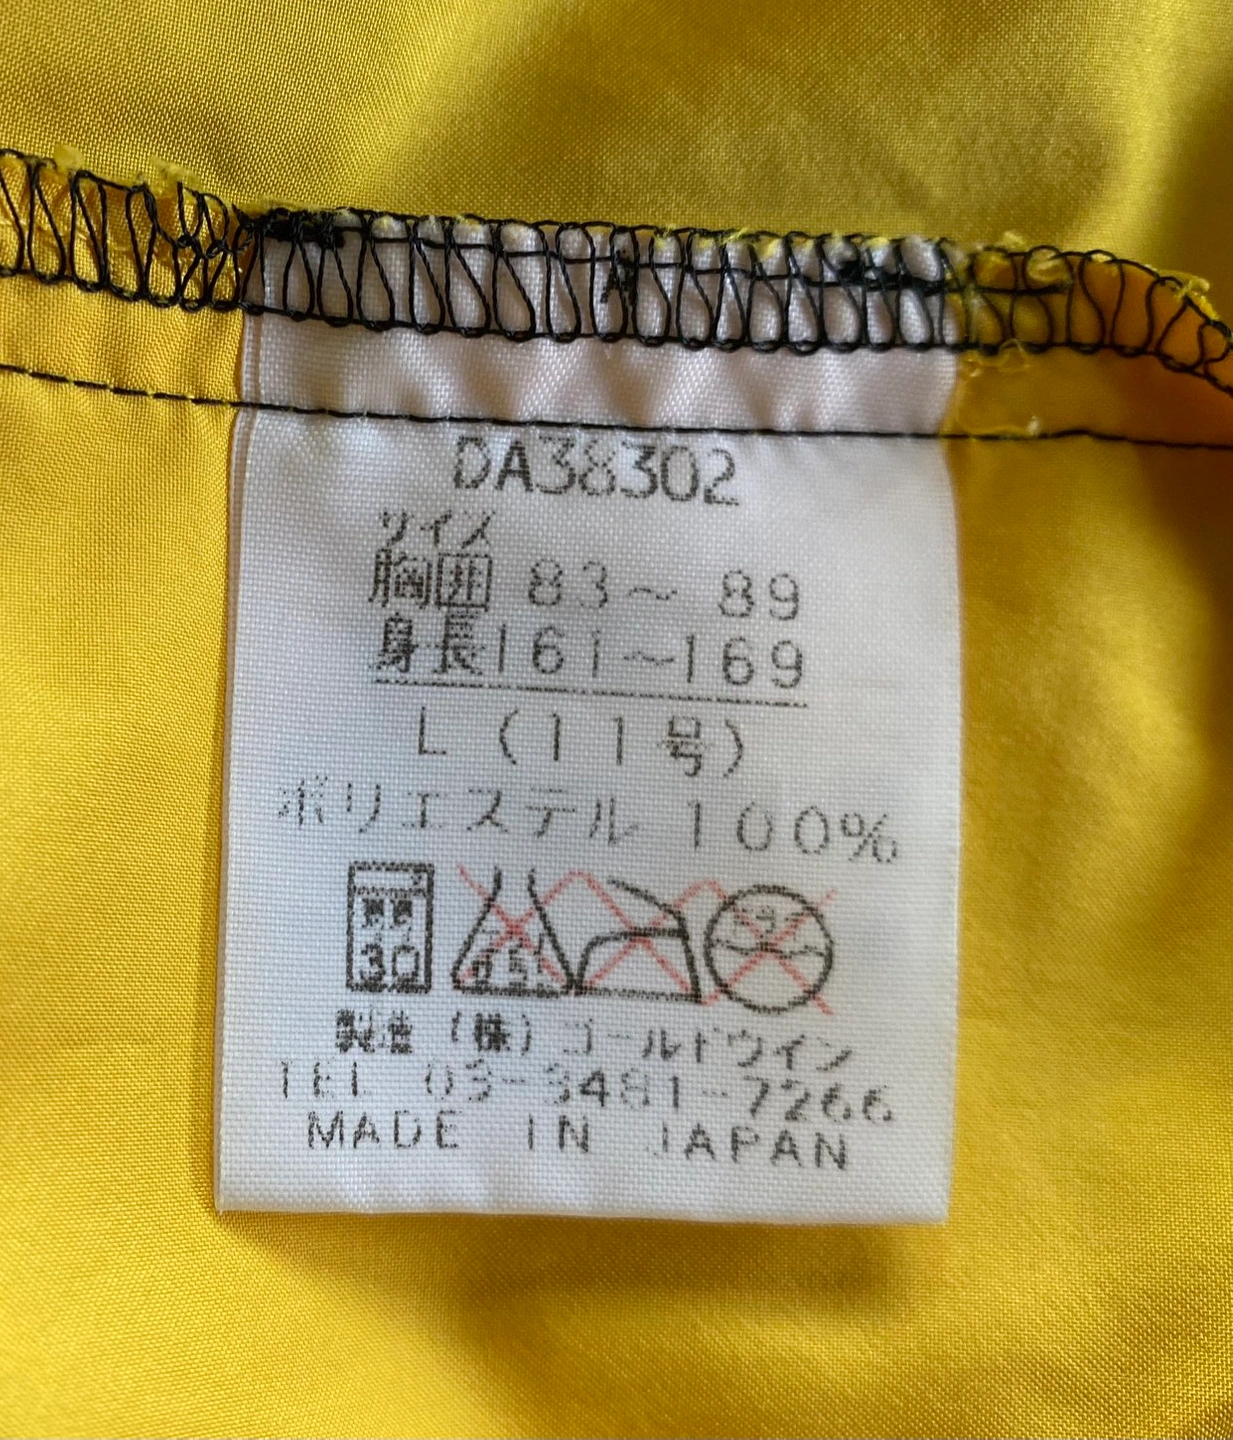 DA38302
サイズ
胸囲 83～ 89
身長161～169
L (11号)
ポリエステル 100%
30
製造 (株) ゴールドウイン
TEL 03-3481-7266
MADE IN JAPAN